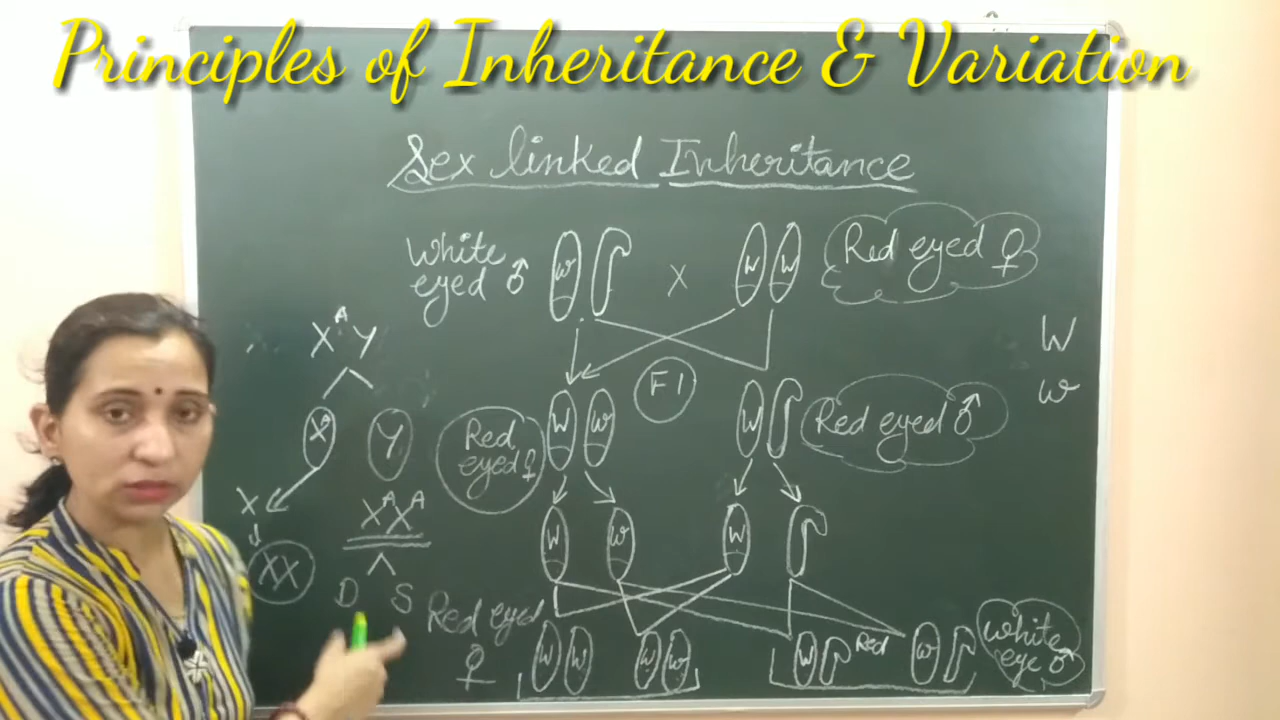 Principles of Inheritance & Variation
Sex linked Inheritance
White
eyed ♂
w
X
W W
Red eyed ♀
W
w
X^A Y
F1
X^A
Y
Red
eyed ♀
W w
W
Red eyed ♂
X
XX
X^A X^A
D S
W
w
W
Red eyed
♀
W W
W w
W
Red
w
White
eye ♂